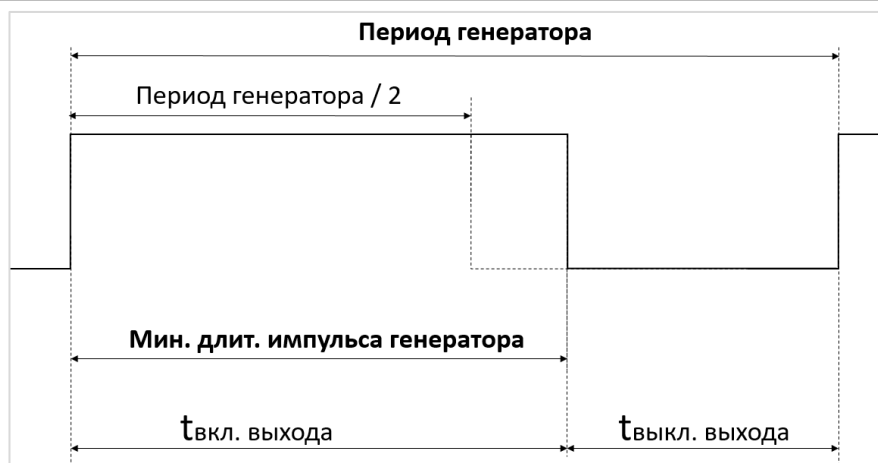 Период генератора
Период генератора / 2
Мин. длит. импульса генератора
tвкл. выхода
tвыкл. выхода